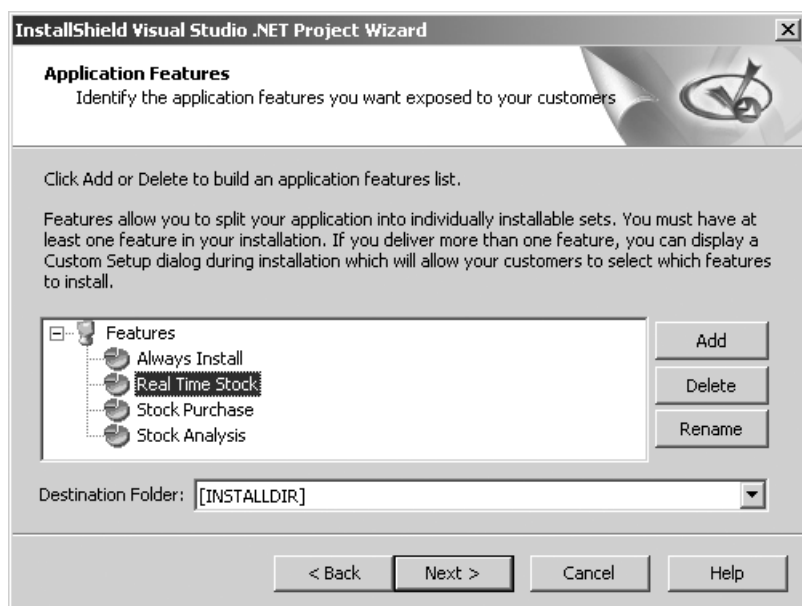 InstallShield Visual Studio .NET Project Wizard
Application Features
Identify the application features you want exposed to your customers
Click Add or Delete to build an application features list.
Features allow you to split your application into individually installable sets. You must have at
least one feature in your installation. If you deliver more than one feature, you can display a
Custom Setup dialog during installation which will allow your customers to select which features
to install.
Features
Always Install
Real Time Stock
Stock Purchase
Stock Analysis
Add
Delete
Rename
Destination Folder: [INSTALLDIR]
< Back Next > Cancel Help